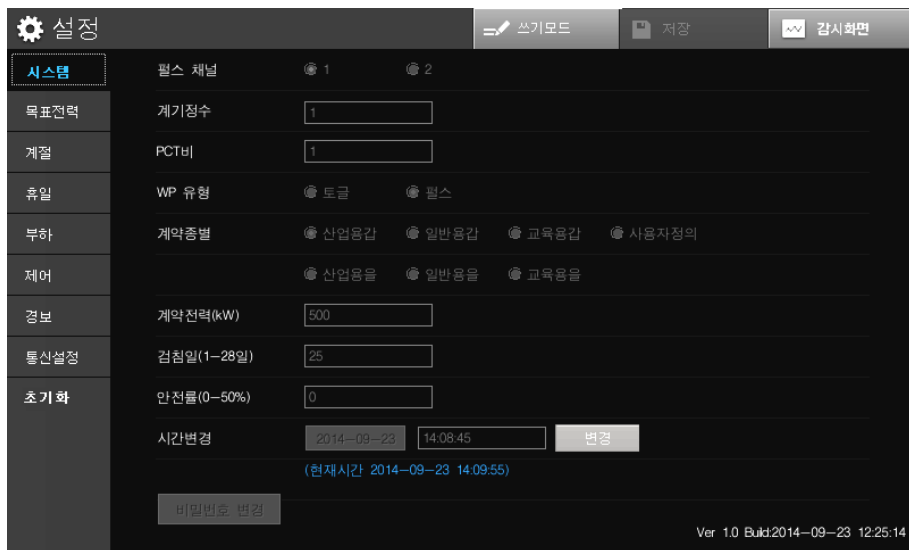 설정 쓰기모드 저장 감시화면
시스템 펄스 채널 1 2
목표전력 계기정수 1
계절 PCT비 1
휴일 WP 유형 토글 펄스
부하 계약종별 산업용갑 일반용갑 교육용갑 사용자정의
제어 산업용을 일반용을 교육용을
경보 계약전력(kW) 500
통신설정 검침일(1-28일) 25
초기화 안전률(0-50%) 0
시간변경 2014-09-23 14:08:45 변경
(현재시간 2014-09-23 14:09:55)
비밀번호 변경
Ver 1.0 Build:2014-09-23 12:25:14